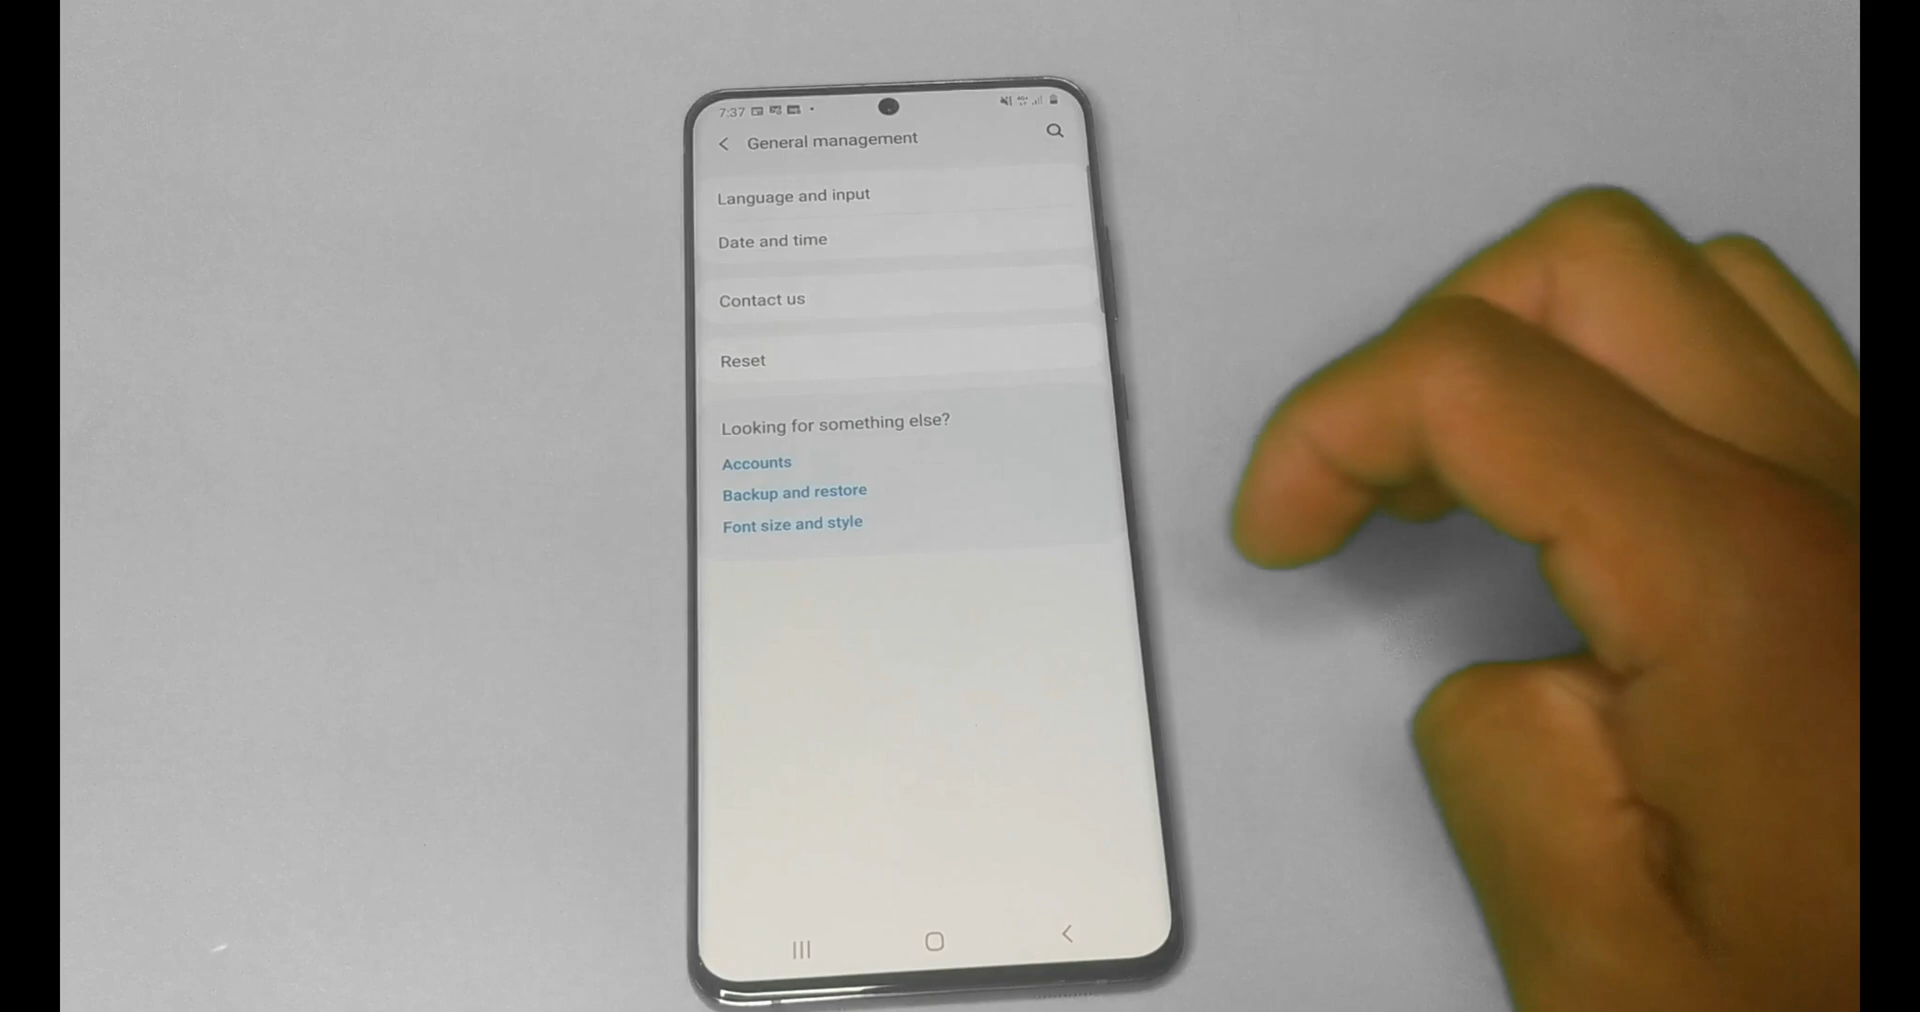 7:37
General management
Language and input
Date and time
Contact us
Reset
Looking for something else?
Accounts
Backup and restore
Font size and style